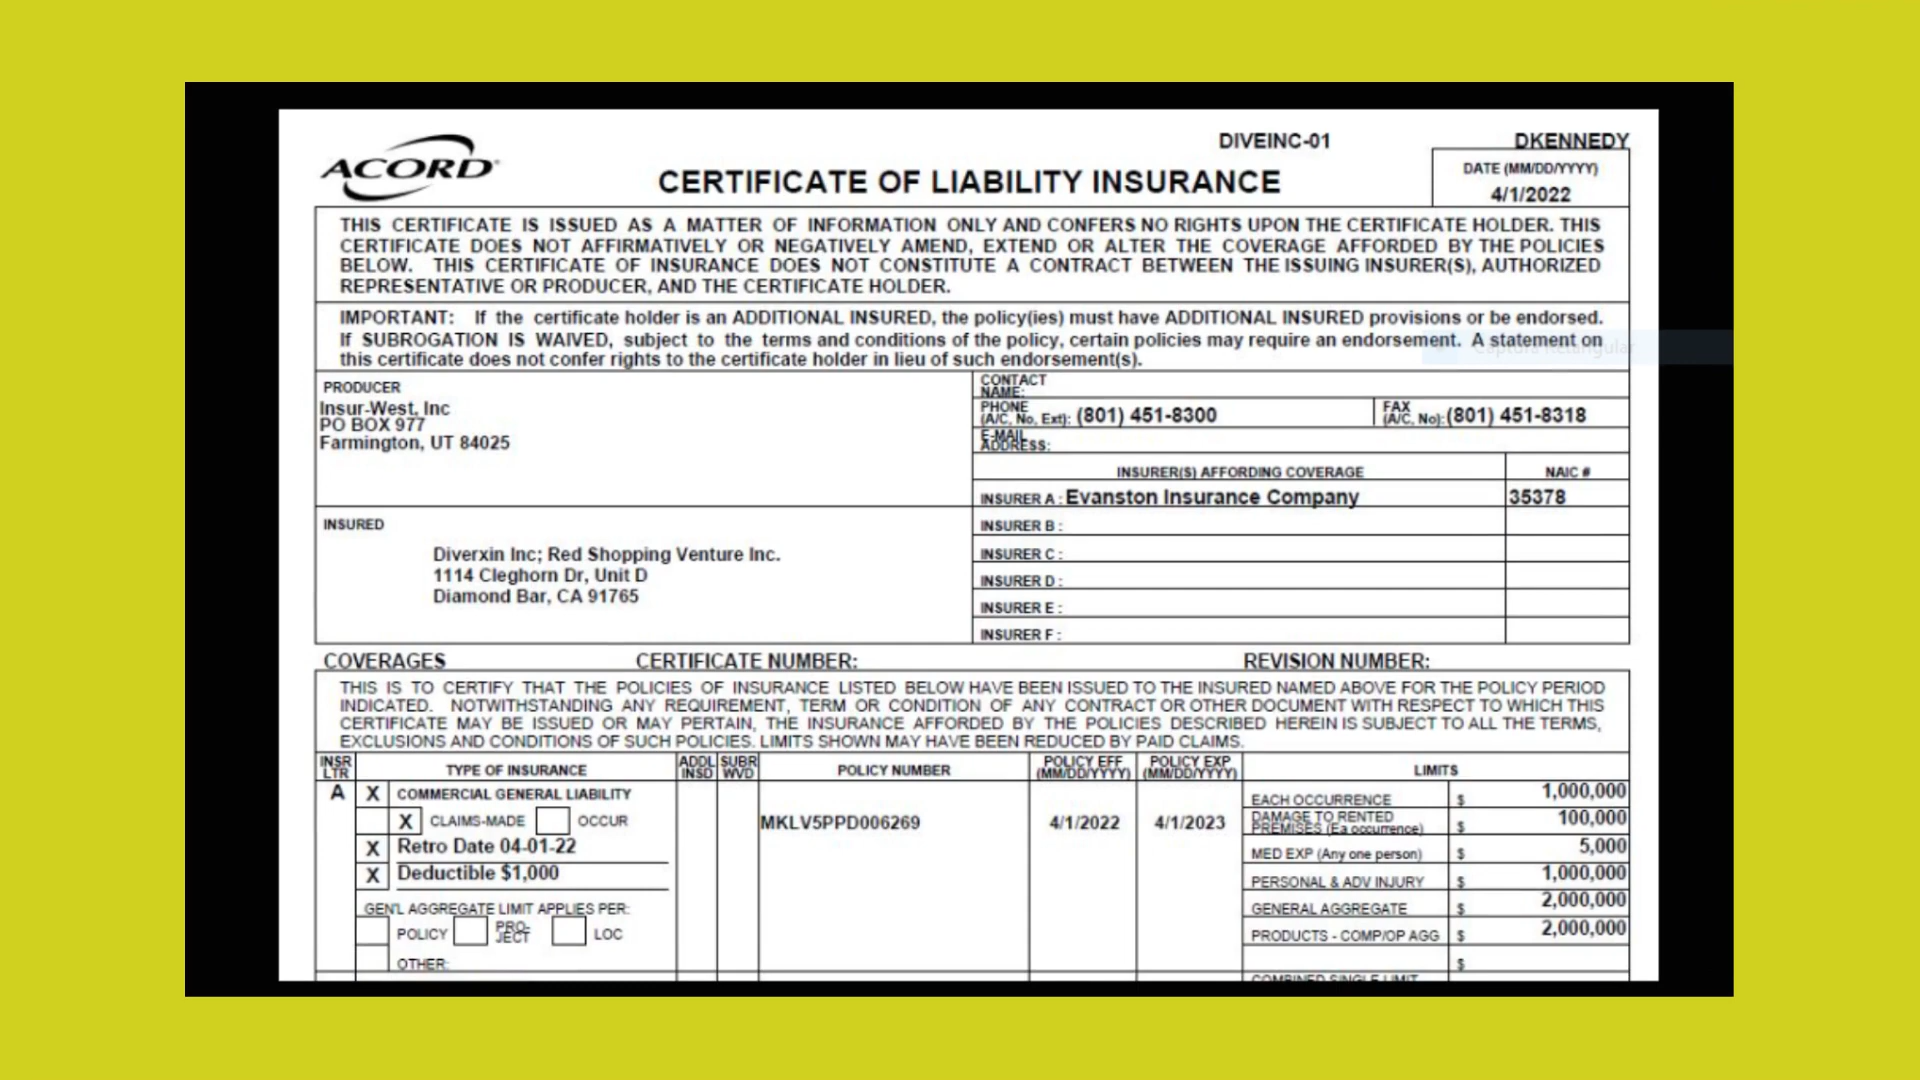 DIVEINC-01 DKENNEDY
ACORD®
CERTIFICATE OF LIABILITY INSURANCE
DATE (MM/DD/YYYY)
4/1/2022
THIS CERTIFICATE IS ISSUED AS A MATTER OF INFORMATION ONLY AND CONFERS NO RIGHTS UPON THE CERTIFICATE HOLDER. THIS
CERTIFICATE DOES NOT AFFIRMATIVELY OR NEGATIVELY AMEND, EXTEND OR ALTER THE COVERAGE AFFORDED BY THE POLICIES
BELOW. THIS CERTIFICATE OF INSURANCE DOES NOT CONSTITUTE A CONTRACT BETWEEN THE ISSUING INSURER(S), AUTHORIZED
REPRESENTATIVE OR PRODUCER, AND THE CERTIFICATE HOLDER.
IMPORTANT: If the certificate holder is an ADDITIONAL INSURED, the policy(ies) must have ADDITIONAL INSURED provisions or be endorsed.
If SUBROGATION IS WAIVED, subject to the terms and conditions of the policy, certain policies may require an endorsement. A statement on
this certificate does not confer rights to the certificate holder in lieu of such endorsement(s).
Captura Retangular
PRODUCER
Insur-West, Inc
PO BOX 977
Farmington, UT 84025
CONTACT
NAME:
PHONE
(A/C, No, Ext): (801) 451-8300
FAX
(A/C, No): (801) 451-8318
E-MAIL
ADDRESS:
INSURER(S) AFFORDING COVERAGE NAIC #
INSURER A : Evanston Insurance Company 35378
INSURED
Diverxin Inc; Red Shopping Venture Inc.
1114 Cleghorn Dr, Unit D
Diamond Bar, CA 91765
INSURER B :
INSURER C :
INSURER D :
INSURER E :
INSURER F :
COVERAGES CERTIFICATE NUMBER: REVISION NUMBER:
THIS IS TO CERTIFY THAT THE POLICIES OF INSURANCE LISTED BELOW HAVE BEEN ISSUED TO THE INSURED NAMED ABOVE FOR THE POLICY PERIOD
INDICATED. NOTWITHSTANDING ANY REQUIREMENT, TERM OR CONDITION OF ANY CONTRACT OR OTHER DOCUMENT WITH RESPECT TO WHICH THIS
CERTIFICATE MAY BE ISSUED OR MAY PERTAIN, THE INSURANCE AFFORDED BY THE POLICIES DESCRIBED HEREIN IS SUBJECT TO ALL THE TERMS,
EXCLUSIONS AND CONDITIONS OF SUCH POLICIES. LIMITS SHOWN MAY HAVE BEEN REDUCED BY PAID CLAIMS.
INSR
LTR
TYPE OF INSURANCE
ADDL
INSD
SUBR
WVD
POLICY NUMBER
POLICY EFF
(MM/DD/YYYY)
POLICY EXP
(MM/DD/YYYY)
LIMITS
A X COMMERCIAL GENERAL LIABILITY
X CLAIMS-MADE OCCUR
X Retro Date 04-01-22
X Deductible $1,000
GEN'L AGGREGATE LIMIT APPLIES PER:
POLICY
PRO-
JECT
LOC
OTHER:
MKLV5PPD006269 4/1/2022 4/1/2023
EACH OCCURRENCE $ 1,000,000
DAMAGE TO RENTED
PREMISES (Ea occurrence) $ 100,000
MED EXP (Any one person) $ 5,000
PERSONAL & ADV INJURY $ 1,000,000
GENERAL AGGREGATE $ 2,000,000
PRODUCTS - COMP/OP AGG $ 2,000,000
$
COMBINED SINGLE LIMIT